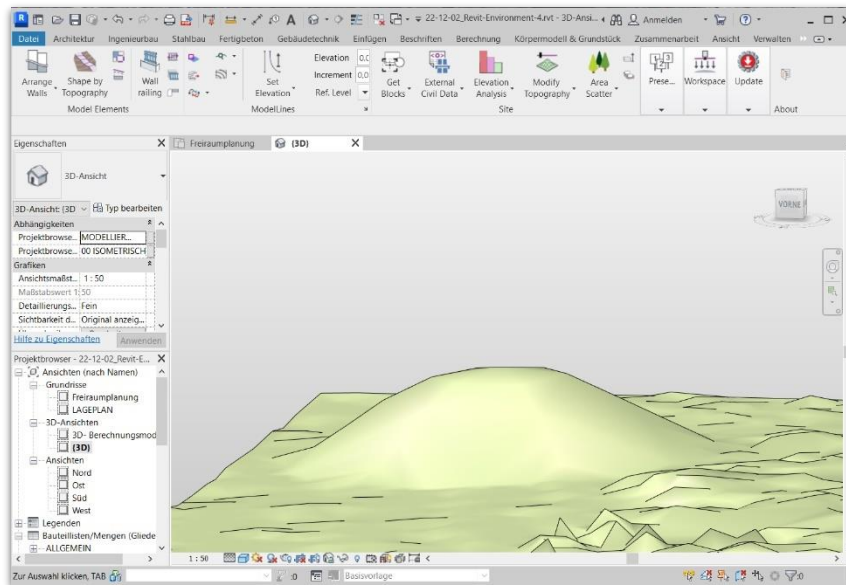 22-12-02_Revit-Environment-4.rvt - 3D-Ansi...
Anmelden
Datei Architektur Ingenieurbau Stahlbau Fertigbeton Gebäudetechnik Einfügen Beschriften Berechnung Körpermodell & Grundstück Zusammenarbeit Ansicht Verwalten
Arrange Walls
Shape by Topography
Wall railing
Set Elevation
Elevation 0.0
Increment 0,0
Ref. Level
Get Blocks
External Civil Data
Elevation Analysis
Modify Topography
Area Scatter
Prese...
Workspace
Update
Model Elements
ModelLines
Site
About
Eigenschaften
Freiraumplanung
(3D)
3D-Ansicht
3D-Ansicht: (3D
Typ bearbeiten
Abhängigkeiten
Projektbrowse... MODELLIER...
Projektbrowse... 00 ISOMETRISCH
Grafiken
Ansichtsmaßst... 1 : 50
Maßstabswert 1: 50
Detaillierungs... Fein
Sichtbarkeit d... Original anzeig...
Hilfe zu Eigenschaften
Anwenden
VORNE
Projektbrowser - 22-12-02_Revit-E...
Ansichten (nach Namen)
Grundrisse
Freiraumplanung
LAGEPLAN
3D-Ansichten
3D- Berechnungsmod
(3D)
Ansichten
Nord
Ost
Süd
West
Legenden
Bauteillisten/Mengen (Gliede
ALLGEMEIN
1 : 50
Zur Auswahl klicken, TAB
:0
Basisvorlage
:0